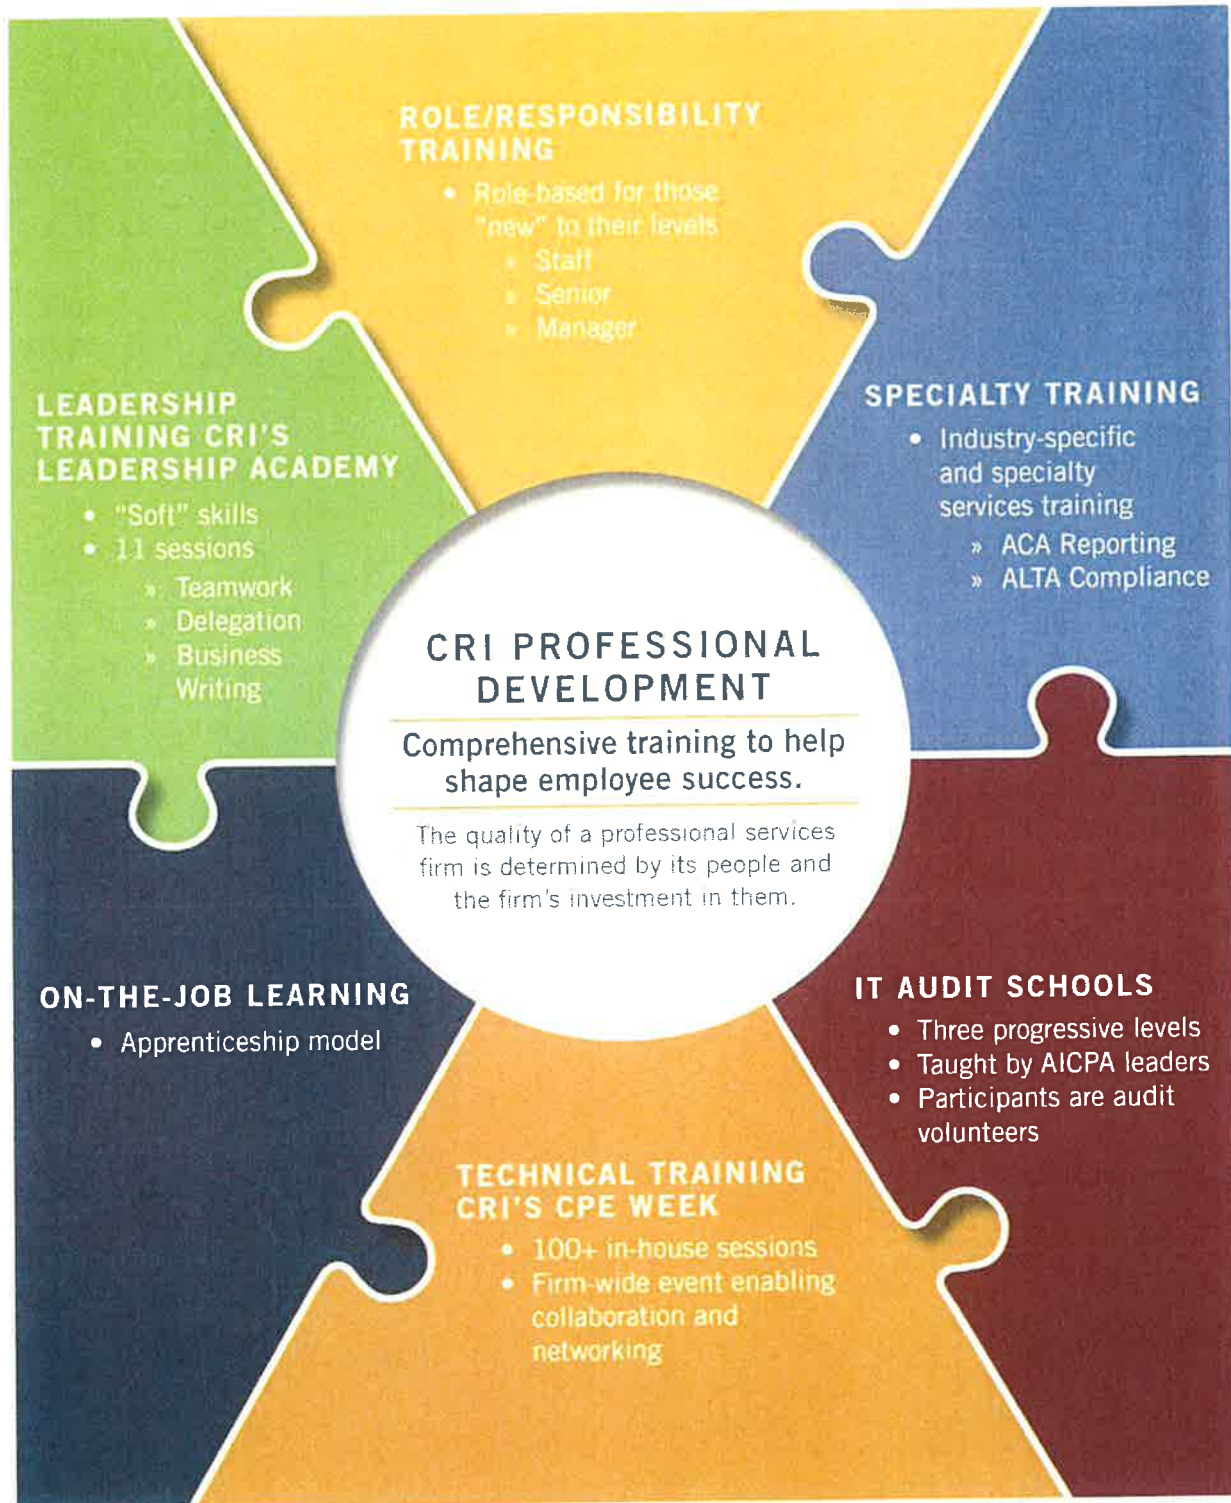 ROLE/RESPONSIBILITY
TRAINING
• Role-based for those
"new" to their levels
» Staff
» Senior
» Manager
SPECIALTY TRAINING
• Industry-specific
and specialty
services training
» ACA Reporting
» ALTA Compliance
LEADERSHIP
TRAINING CRI'S
LEADERSHIP ACADEMY
• "Soft" skills
• 11 sessions
» Teamwork
» Delegation
» Business
Writing
CRI PROFESSIONAL
DEVELOPMENT
Comprehensive training to help
shape employee success.
The quality of a professional services
firm is determined by its people and
the firm's investment in them.
ON-THE-JOB LEARNING
• Apprenticeship model
IT AUDIT SCHOOLS
• Three progressive levels
• Taught by AICPA leaders
• Participants are audit
volunteers
TECHNICAL TRAINING
CRI'S CPE WEEK
• 100+ in-house sessions
• Firm-wide event enabling
collaboration and
networking